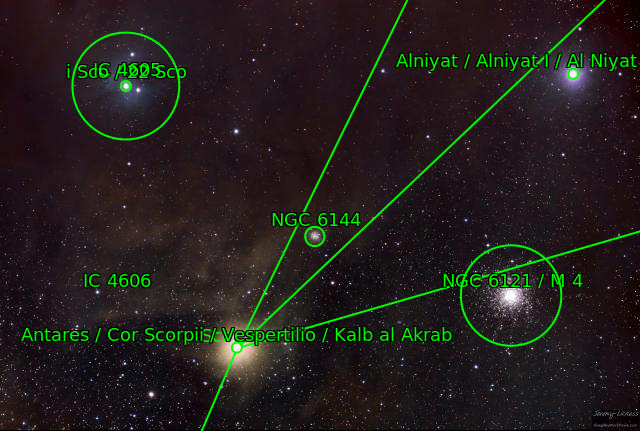 Alniyat / Alniyat I / Al Niyat
IC 4605
i Sco / 22 Sco
NGC 6144
IC 4606
NGC 6121 / M 4
Antares / Cor Scorpii / Vespertilio / Kalb al Akrab